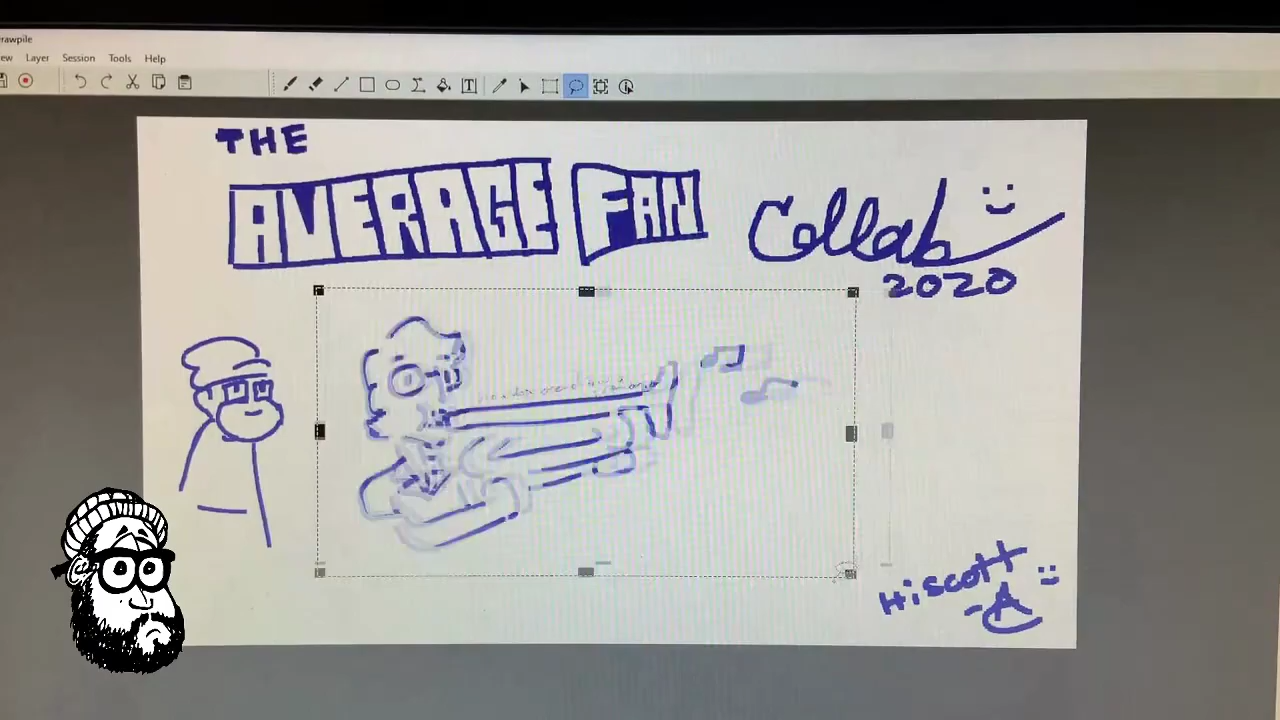 rawpile
ew Layer Session Tools Help
THE
AVERAGE FAN
Collab
2020
Hiscott
-A